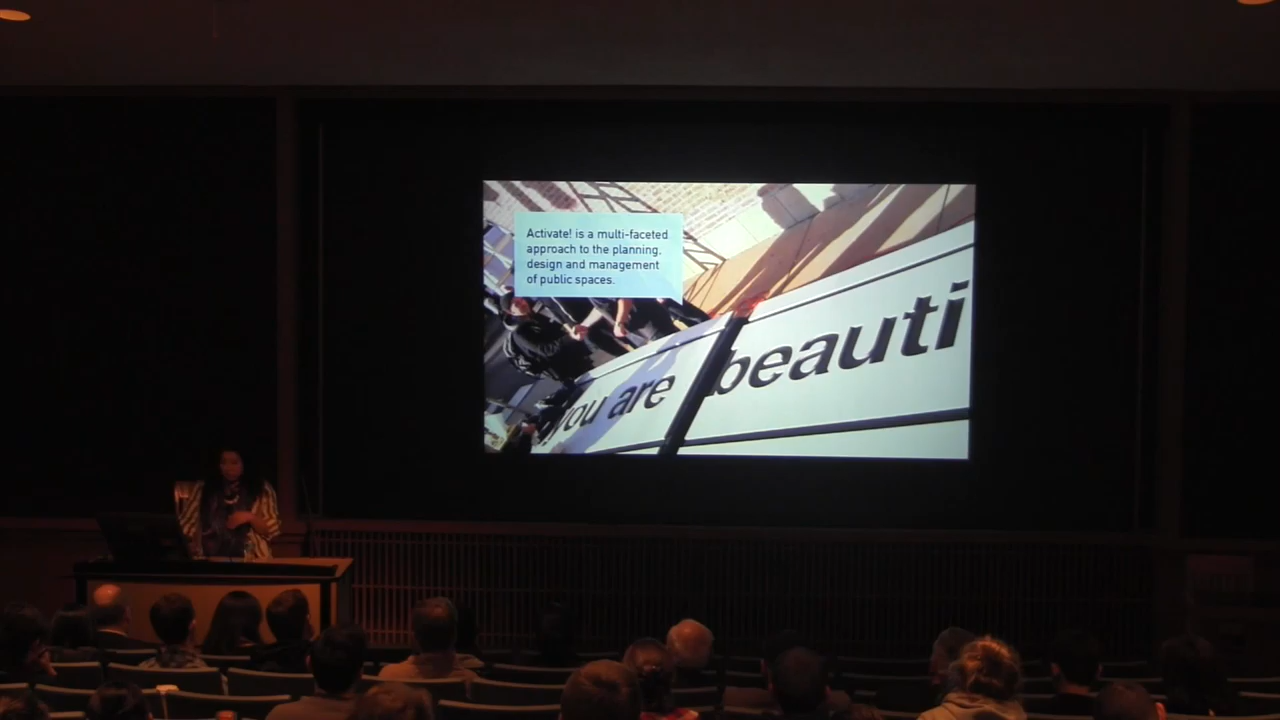 Activate! is a multi-faceted
approach to the planning,
design and management
of public spaces.
you are beauti